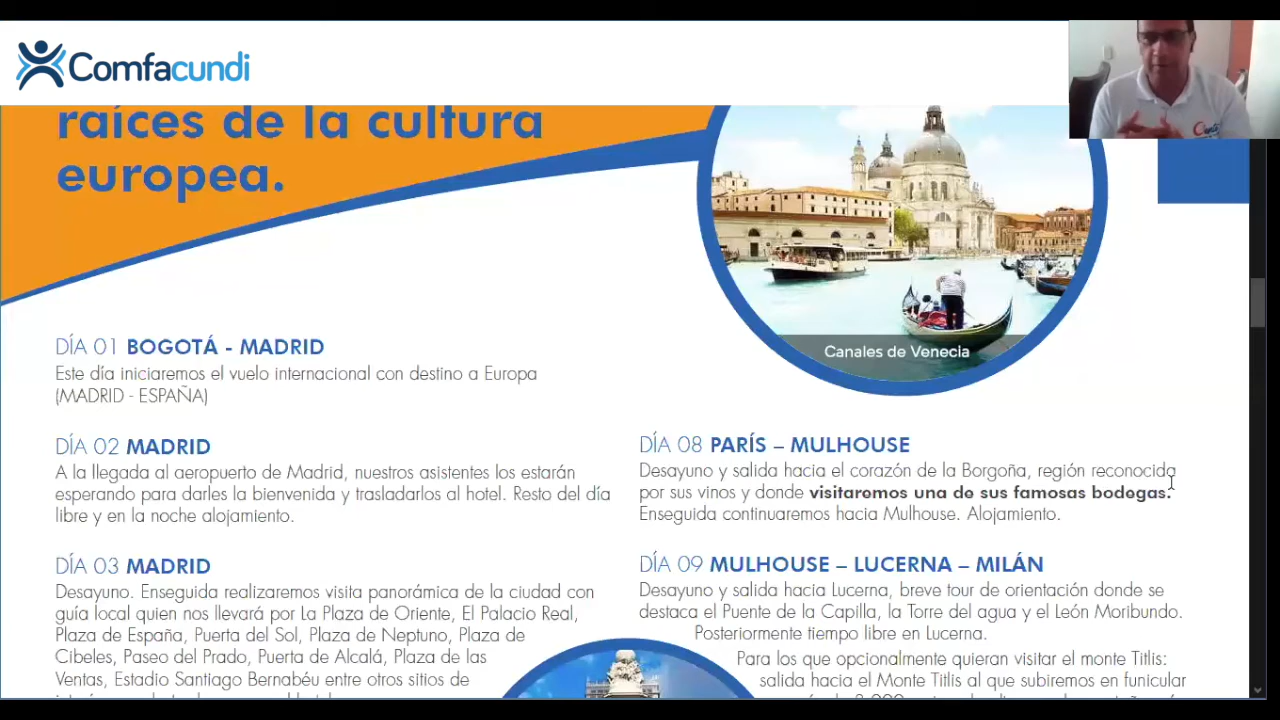 Comfacundi
raíces de la cultura
europea.
Canales de Venecia
DÍA 01 BOGOTÁ - MADRID
Este día iniciaremos el vuelo internacional con destino a Europa
(MADRID - ESPAÑA)
DÍA 02 MADRID
A la llegada al aeropuerto de Madrid, nuestros asistentes los estarán
esperando para darles la bienvenida y trasladarlos al hotel. Resto del día
libre y en la noche alojamiento.
DÍA 03 MADRID
Desayuno. Enseguida realizaremos visita panorámica de la ciudad con
guía local quien nos llevará por La Plaza de Oriente, El Palacio Real,
Plaza de España, Puerta del Sol, Plaza de Neptuno, Plaza de
Cibeles, Paseo del Prado, Puerta de Alcalá, Plaza de las
Ventas, Estadio Santiago Bernabéu entre otros sitios de
DÍA 08 PARÍS – MULHOUSE
Desayuno y salida hacia el corazón de la Borgoña, región reconocida
por sus vinos y donde visitaremos una de sus famosas bodegas.
Enseguida continuaremos hacia Mulhouse. Alojamiento.
DÍA 09 MULHOUSE – LUCERNA – MILÁN
Desayuno y salida hacia Lucerna, breve tour de orientación donde se
destaca el Puente de la Capilla, la Torre del agua y el León Moribundo.
Posteriormente tiempo libre en Lucerna.
Para los que opcionalmente quieran visitar el monte Titlis:
salida hacia el Monte Titlis al que subiremos en funicular